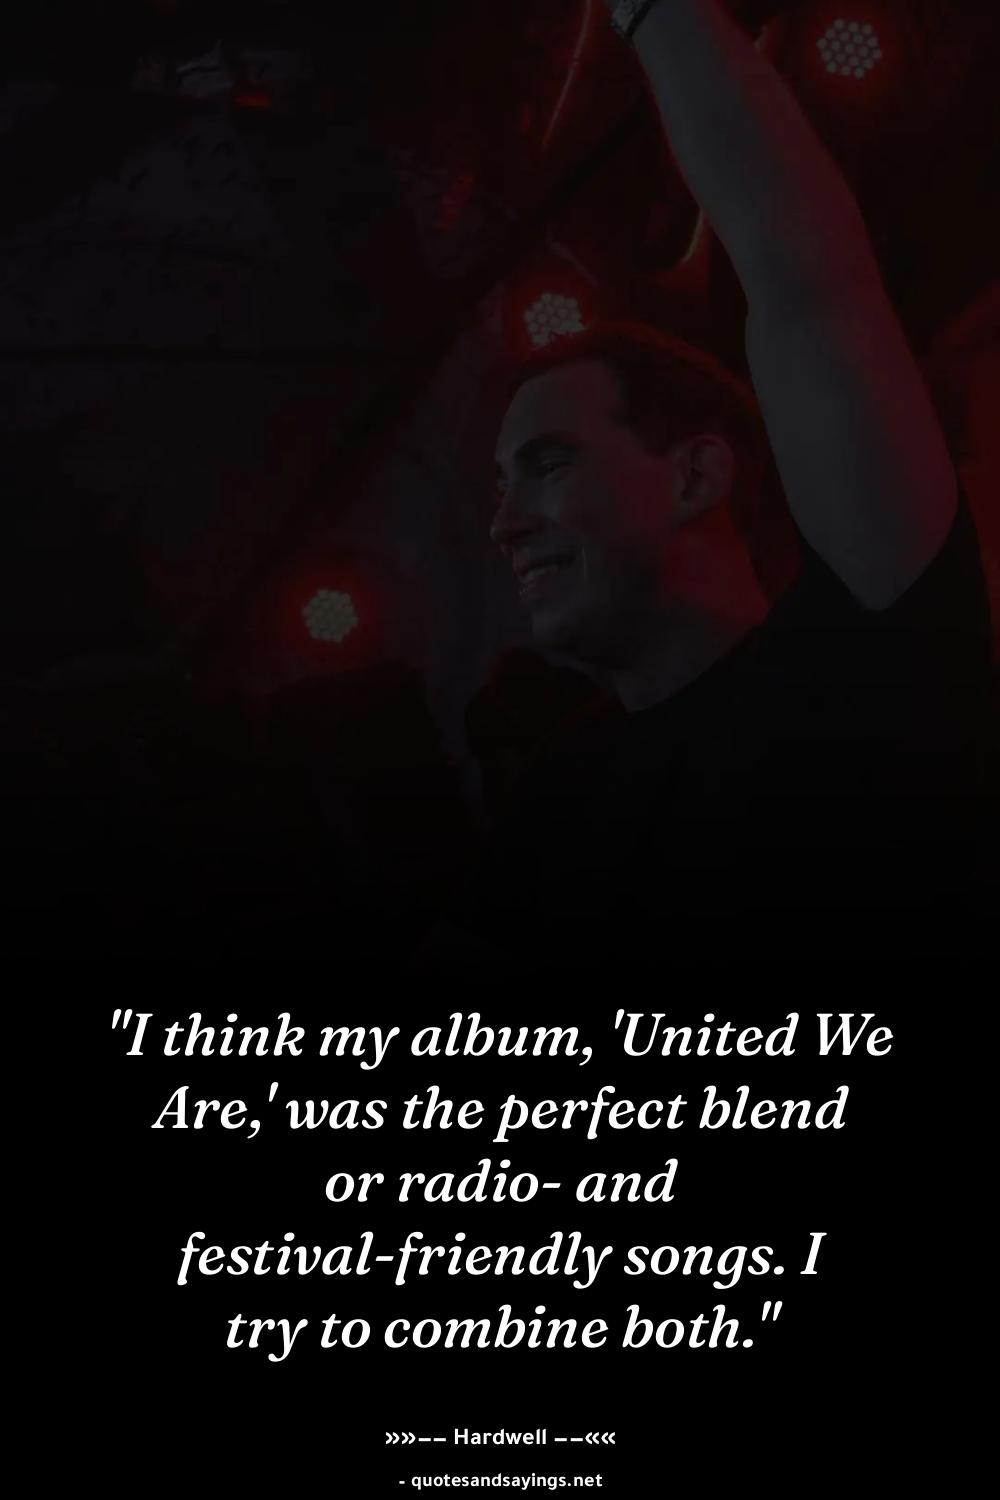 "I think my album, 'United We
Are,' was the perfect blend
or radio- and
festival-friendly songs. I
try to combine both."
»»−− Hardwell −−««
- quotesandsayings.net